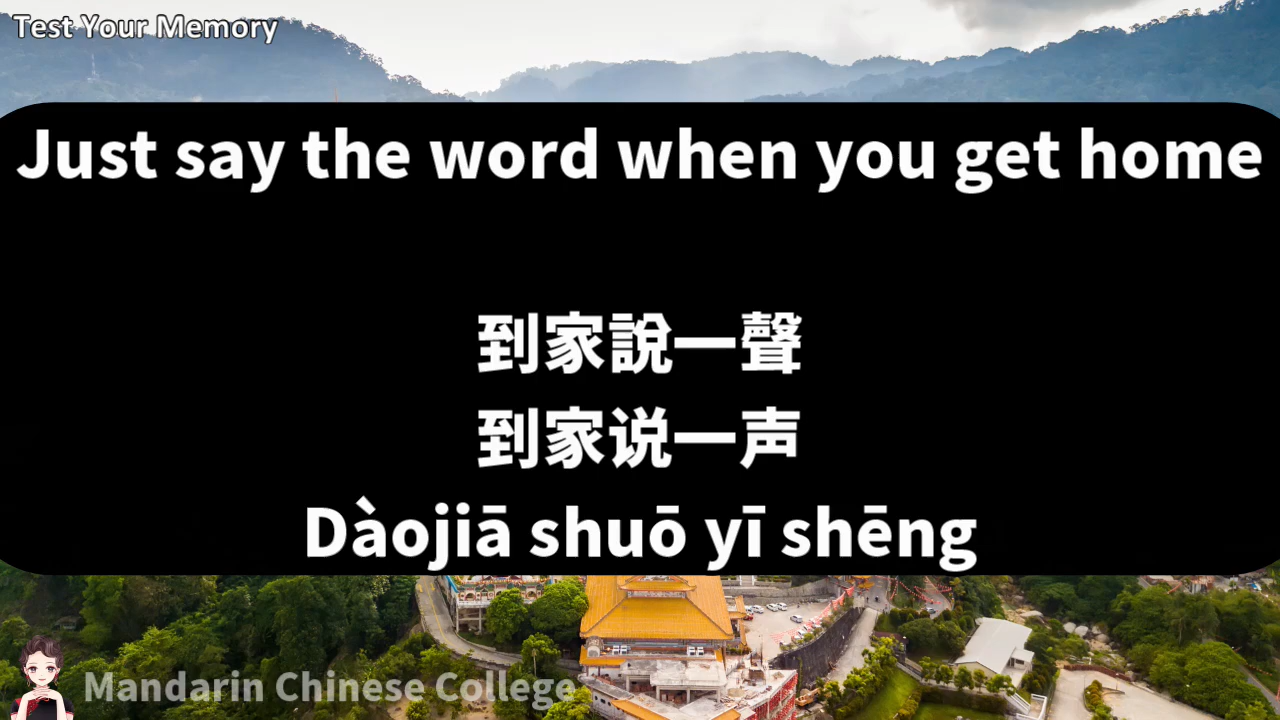 Test Your Memory
Just say the word when you get home
到家說一聲
到家说一声
Dàojiā shuō yī shēng
Mandarin Chinese College